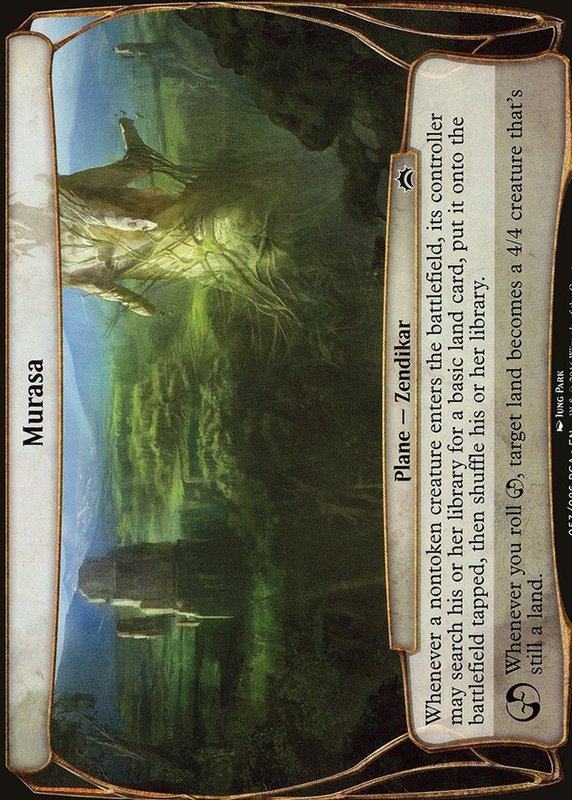 Murasa
Plane — Zendikar
Whenever a nontoken creature enters the battlefield, its controller
may search his or her library for a basic land card, put it onto the
battlefield tapped, then shuffle his or her library.
Whenever you roll , target land becomes a 4/4 creature that's
still a land.
Jung Park